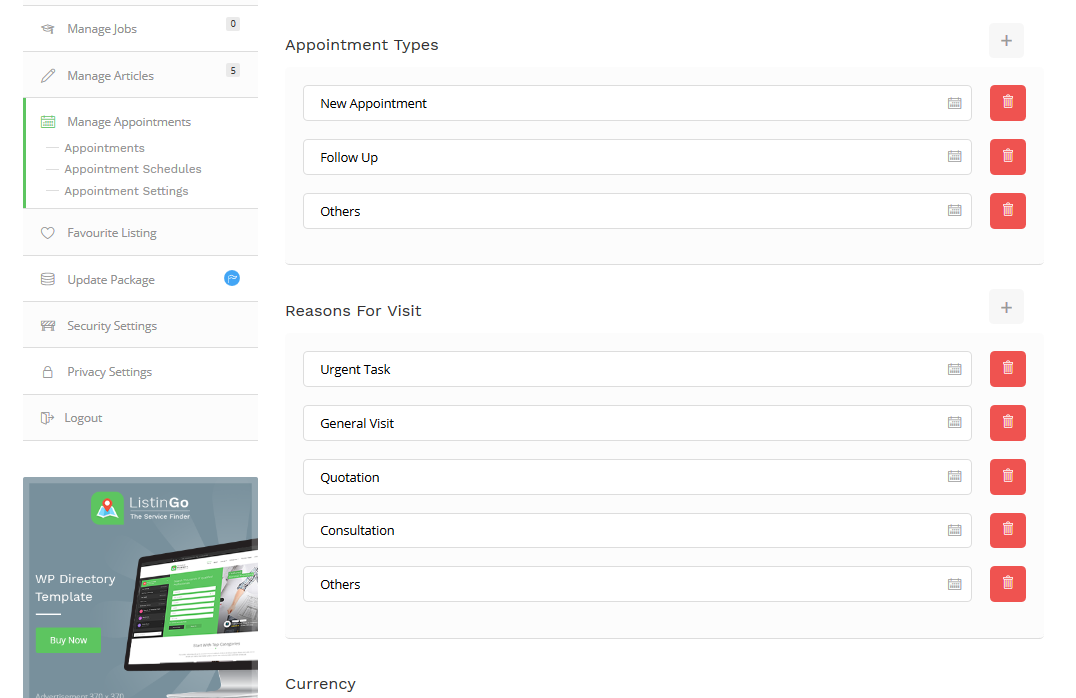 Manage Jobs
0
Manage Articles
5
Manage Appointments
Appointments
Appointment Schedules
Appointment Settings
Favourite Listing
Update Package
Security Settings
Privacy Settings
Logout
ListinGo
The Service Finder
WP Directory
Template
Buy Now
Advertisement 370 x 370
Appointment Types
+
New Appointment
Follow Up
Others
Reasons For Visit
+
Urgent Task
General Visit
Quotation
Consultation
Others
Currency